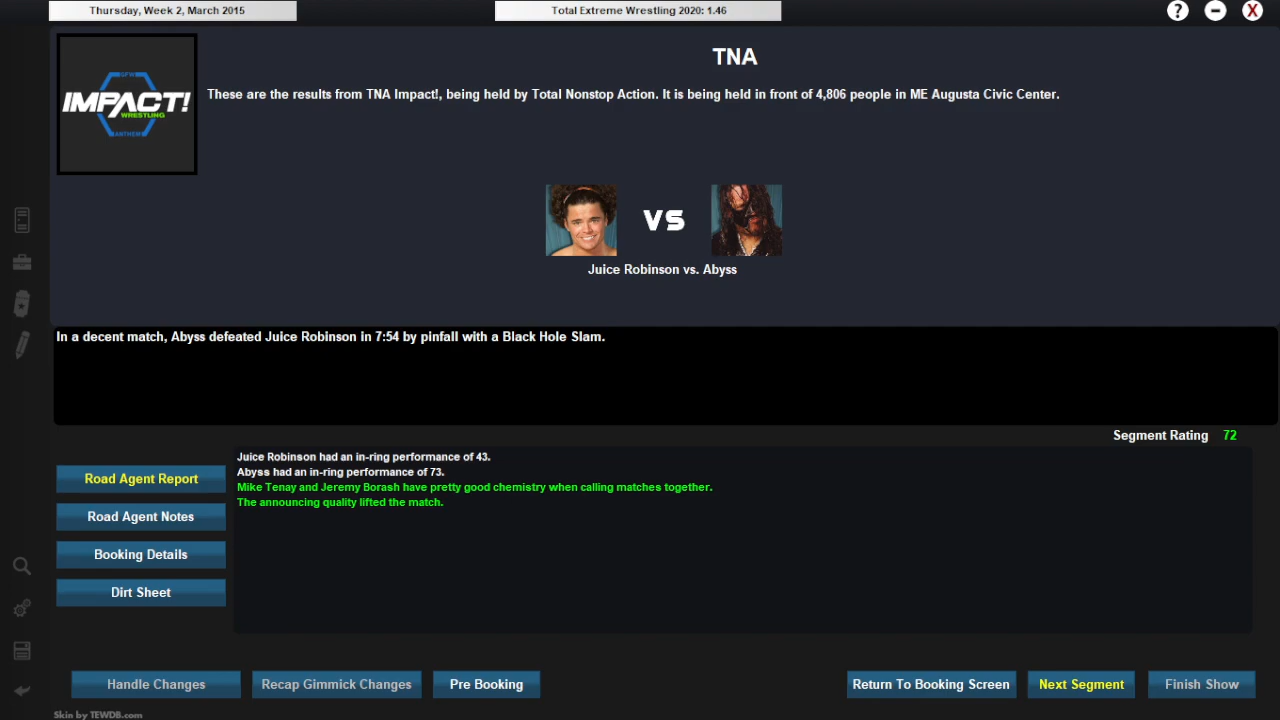 Thursday, Week 2, March 2015
Total Extreme Wrestling 2020: 1.46
?
X
TNA
GFW
IMPACT!
WRESTLING
ANTHEM
These are the results from TNA Impact!, being held by Total Nonstop Action. It is being held in front of 4,806 people in ME Augusta Civic Center.
VS
Juice Robinson vs. Abyss
In a decent match, Abyss defeated Juice Robinson in 7:54 by pinfall with a Black Hole Slam.
Segment Rating 72
Road Agent Report
Road Agent Notes
Booking Details
Dirt Sheet
Juice Robinson had an in-ring performance of 43.
Abyss had an in-ring performance of 73.
Mike Tenay and Jeremy Borash have pretty good chemistry when calling matches together.
The announcing quality lifted the match.
Handle Changes
Recap Gimmick Changes
Pre Booking
Return To Booking Screen
Next Segment
Finish Show
Skin by TEWDB.com